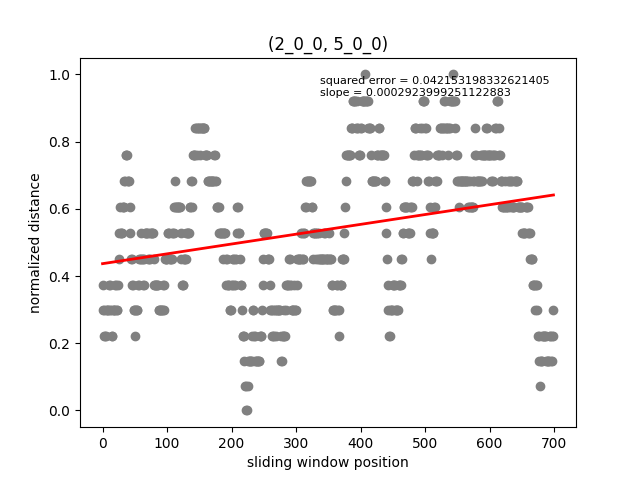 (2_0_0, 5_0_0)
squared error = 0.042153198332621405
slope = 0.0002923999251122883
1.0
0.8
0.6
0.4
0.2
0.0
normalized distance
0 100 200 300 400 500 600 700
sliding window position